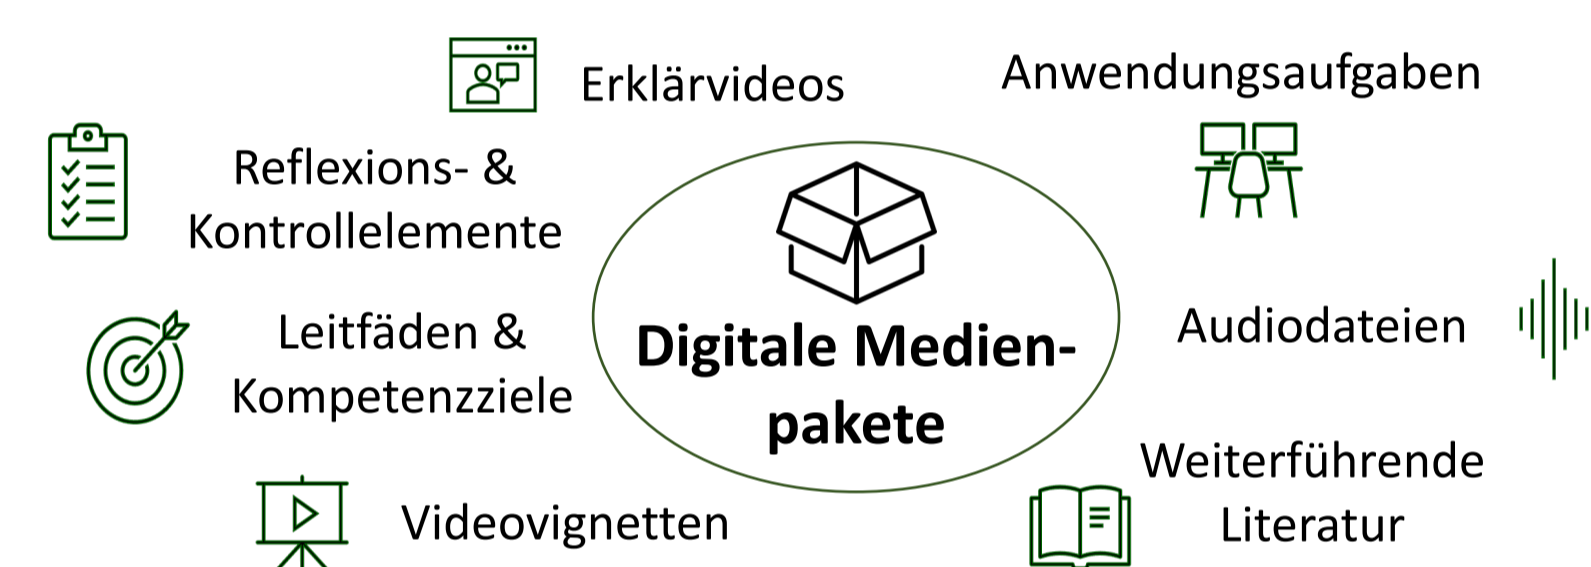 Erklärvideos
Anwendungsaufgaben
Reflexions- &
Kontrollelemente
Leitfäden &
Kompetenzziele
Digitale Medien-
pakete
Audiodateien
Weiterführende
Literatur
Videovignetten